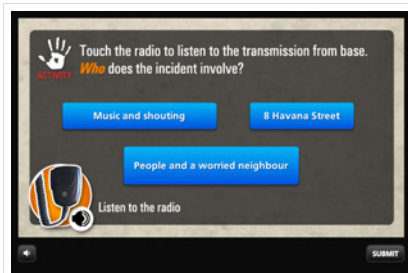 Touch the radio to listen to the transmission from base.
Who does the incident involve?
ACTIVITY
Music and shouting
8 Havana Street
People and a worried neighbour
Listen to the radio
SUBMIT